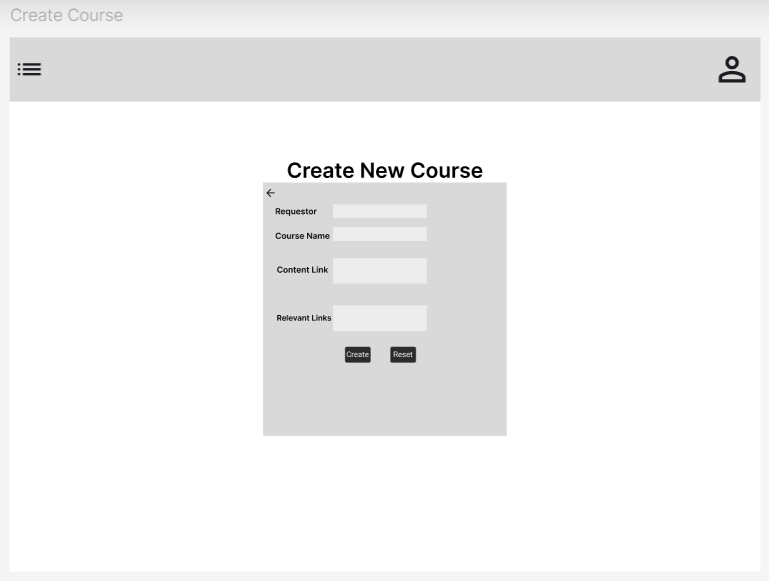 Create Course
Create New Course
Requestor
Course Name
Content Link
Relevant Links
Create Reset